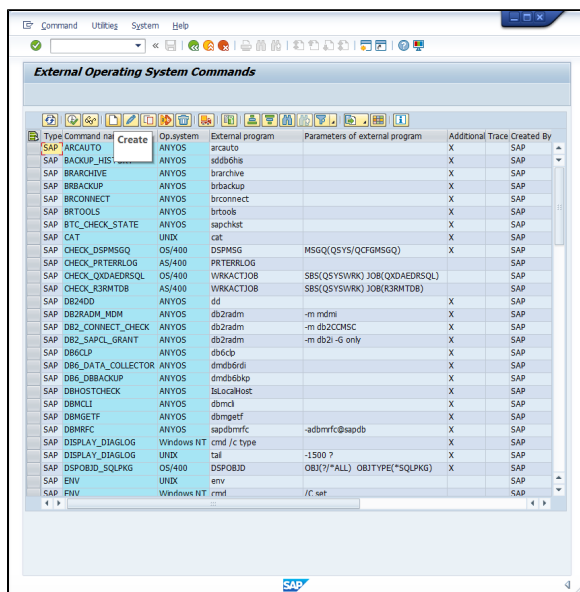 Command Utilities System Help
External Operating System Commands
Type Command na Op.system External program Parameters of external program Additional Trace Created By
Create
SAP ARCAUTO ANYOS arcauto X SAP
SAP ANYOS sddb6his X SAP
SAP BRARCHIVE ANYOS brarchive X SAP
SAP BRBACKUP ANYOS brbackup X SAP
SAP BRCONNECT ANYOS brconnect X SAP
SAP BRTOOLS ANYOS brtools X SAP
SAP BTC_CHECK_STATE ANYOS sapchkst X SAP
SAP CAT UNIX cat X SAP
SAP CHECK_DSPMSGQ OS/400 DSPMSG MSGQ(QSYS/QCFGMSGQ) X SAP
SAP CHECK_PRTERRLOG AS/400 PRTERRLOG SAP
SAP CHECK_QXDAEDRSQL OS/400 WRKACTJOB SBS(QSYSWRK) JOB(QXDAEDRSQL) SAP
SAP CHECK_R3RMTDB AS/400 WRKACTJOB SBS(QSYSWRK) JOB(R3RMTDB) SAP
SAP DB24DD ANYOS dd X SAP
SAP DB2RADM_MDM ANYOS db2radm -m mdmi X SAP
SAP DB2_CONNECT_CHECK ANYOS db2radm -m db2CCMSC X SAP
SAP DB2_SAPCL_GRANT ANYOS db2radm -m db2i -G only X SAP
SAP DB6CLP ANYOS db6clp X SAP
SAP DB6_DATA_COLLECTOR ANYOS dmdb6rdi X SAP
SAP DB6_DBBACKUP ANYOS dmdb6bkp X SAP
SAP DBHOSTCHECK ANYOS IsLocalHost X SAP
SAP DBMCLI ANYOS dbmcli X SAP
SAP DBMGETF ANYOS dbmgetf X SAP
SAP DBMRFC ANYOS sapdbmrfc -adbmrfc@sapdb X SAP
SAP DISPLAY_DIAGLOG Windows NT cmd /c type X SAP
SAP DISPLAY_DIAGLOG UNIX tail -1500 ? X SAP
SAP DSPOBJD_SQLPKG OS/400 DSPOBJD OBJ(?/*ALL) OBJTYPE(*SQLPKG) X SAP
SAP ENV UNIX env SAP
SAP ENV Windows NT cmd /C set SAP
SAP